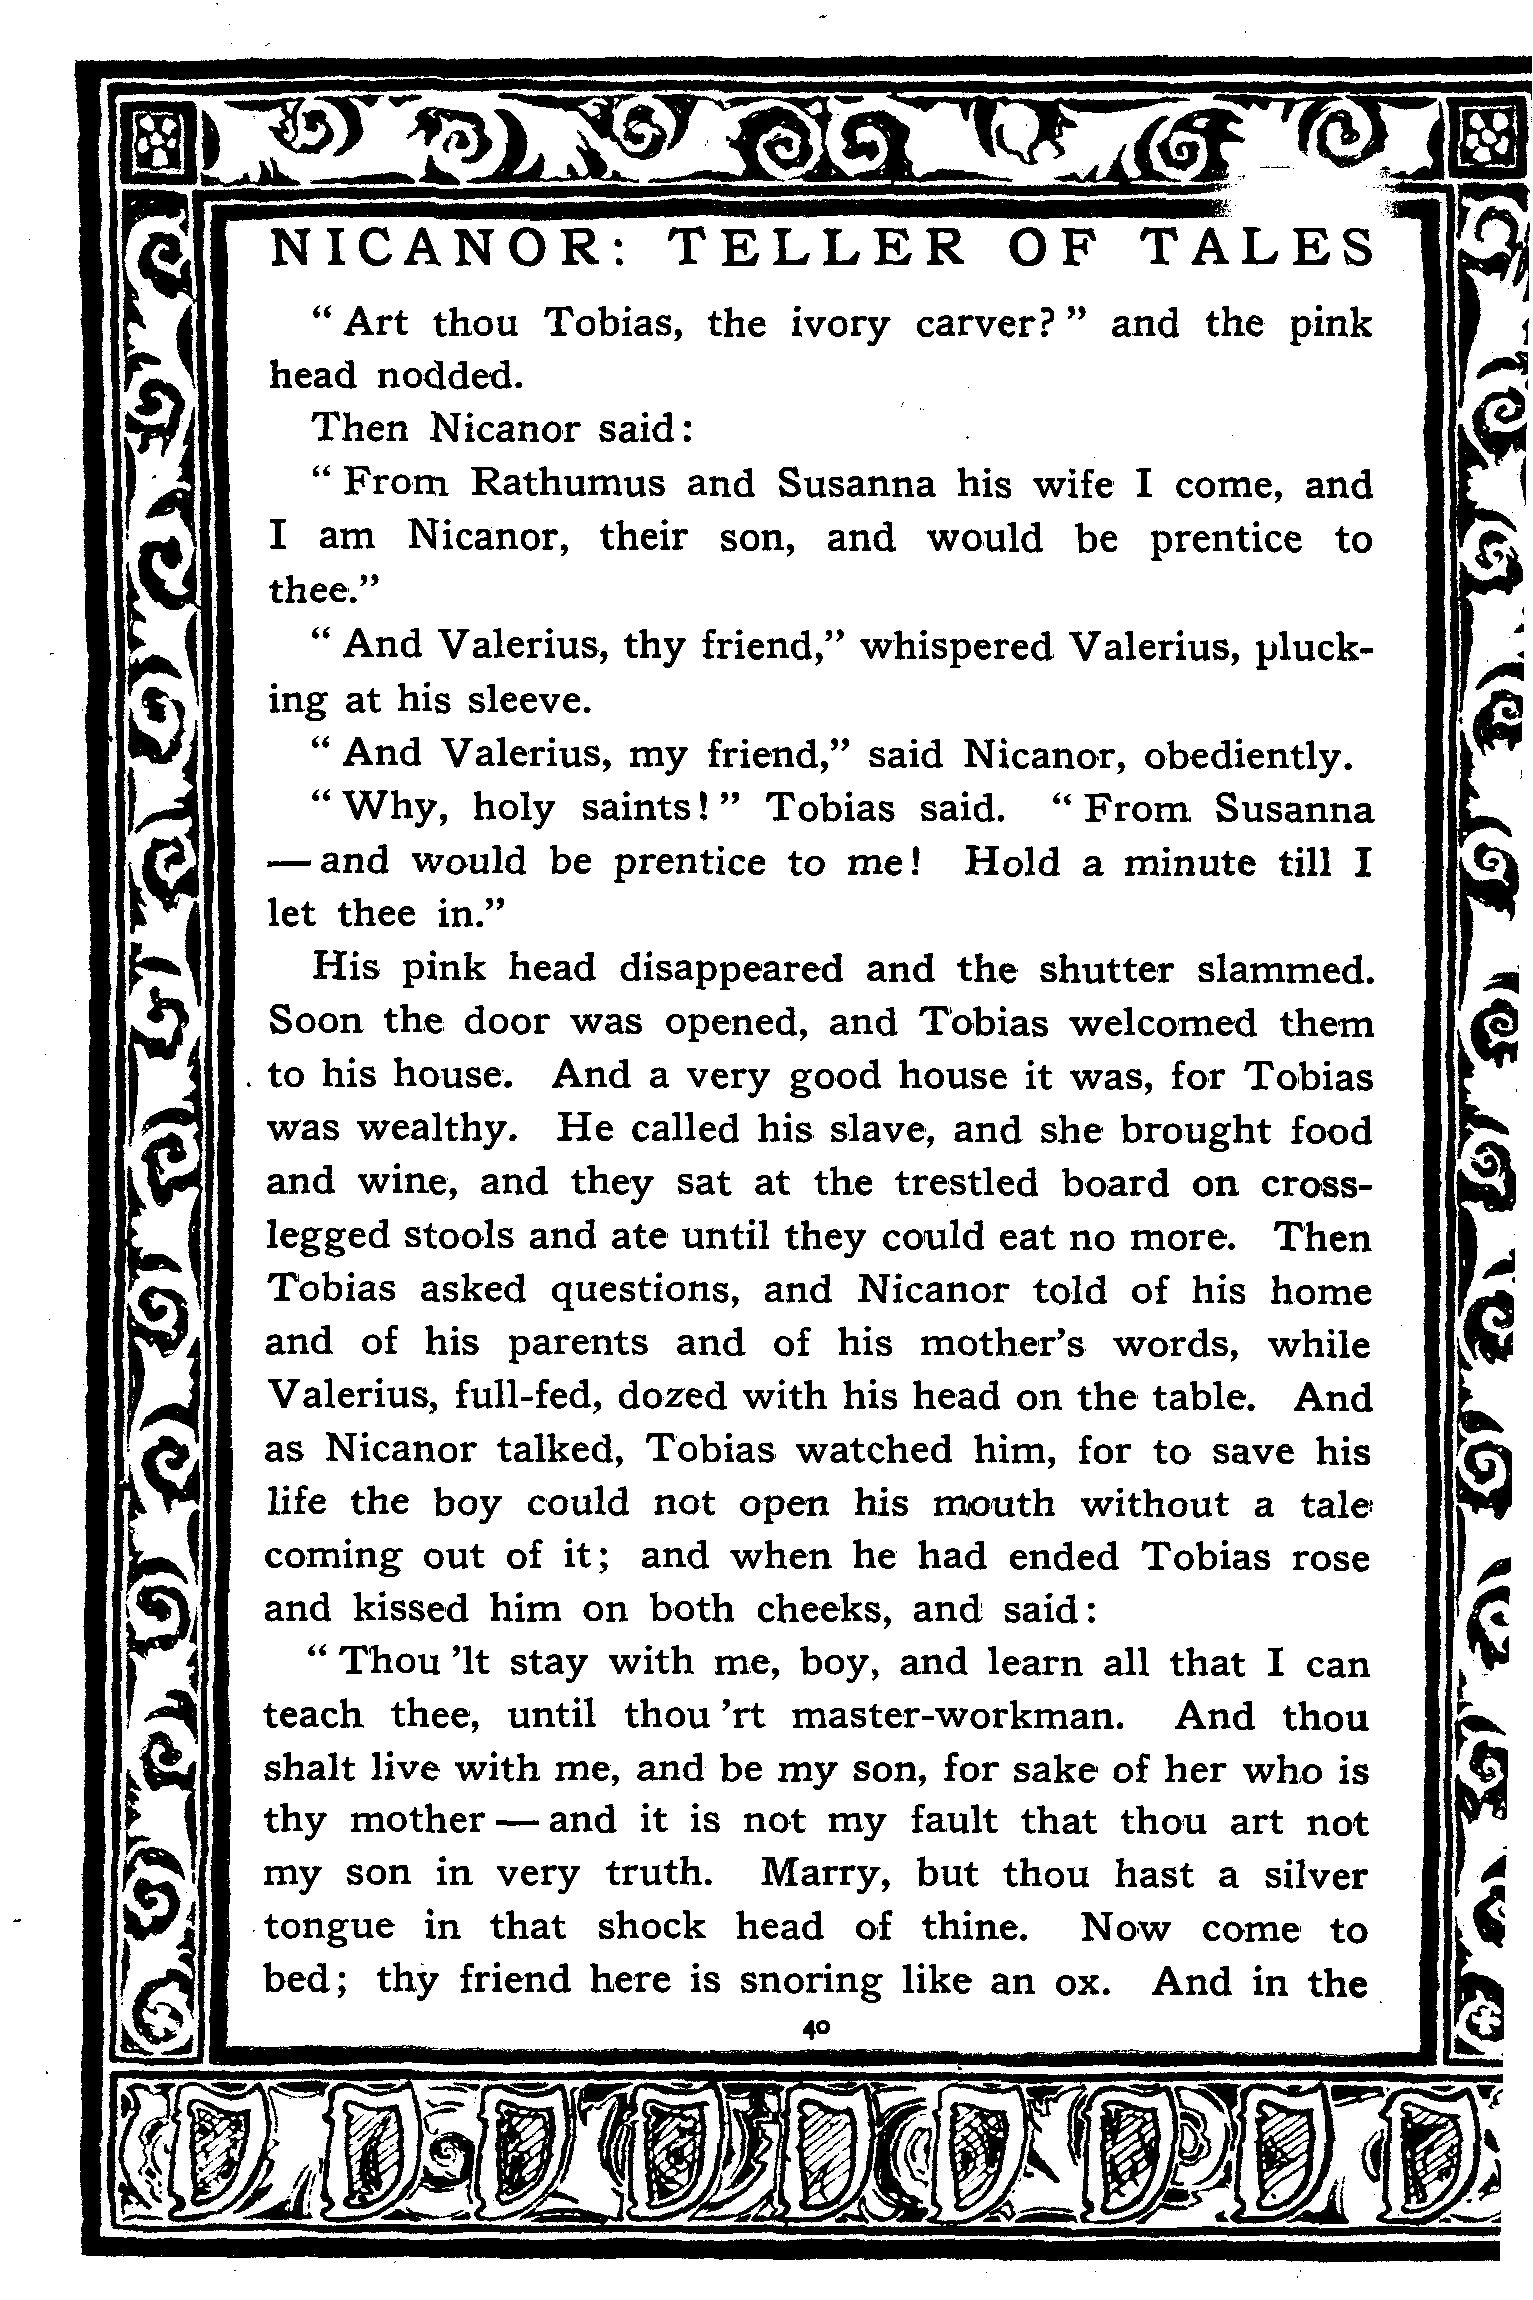 NICANOR: TELLER OF TALES
“Art thou Tobias, the ivory carver?” and the pink
head nodded.
Then Nicanor said:
“From Rathumus and Susanna his wife I come, and
I am Nicanor, their son, and would be prentice to
thee.”
“And Valerius, thy friend,” whispered Valerius, pluck-
ing at his sleeve.
“And Valerius, my friend,” said Nicanor, obediently.
“Why, holy saints!” Tobias said. “From Susanna
—and would be prentice to me! Hold a minute till I
let thee in.”
His pink head disappeared and the shutter slammed.
Soon the door was opened, and Tobias welcomed them
to his house. And a very good house it was, for Tobias
was wealthy. He called his slave, and she brought food
and wine, and they sat at the trestled board on cross-
legged stools and ate until they could eat no more. Then
Tobias asked questions, and Nicanor told of his home
and of his parents and of his mother’s words, while
Valerius, full-fed, dozed with his head on the table. And
as Nicanor talked, Tobias watched him, for to save his
life the boy could not open his mouth without a tale
coming out of it; and when he had ended Tobias rose
and kissed him on both cheeks, and said:
“Thou ’lt stay with me, boy, and learn all that I can
teach thee, until thou ’rt master-workman. And thou
shalt live with me, and be my son, for sake of her who is
thy mother — and it is not my fault that thou art not
my son in very truth. Marry, but thou hast a silver
tongue in that shock head of thine. Now come to
bed; thy friend here is snoring like an ox. And in the
40